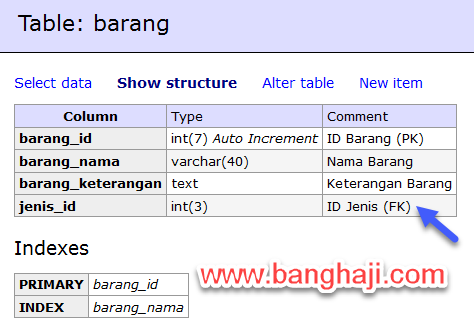 Table: barang
Select data Show structure Alter table New item
Column Type Comment
barang_id int(7) Auto Increment ID Barang (PK)
barang_nama varchar(40) Nama Barang
barang_keterangan text Keterangan Barang
jenis_id int(3) ID Jenis (FK)
Indexes
PRIMARY barang_id
INDEX barang_nama
www.banghaji.com